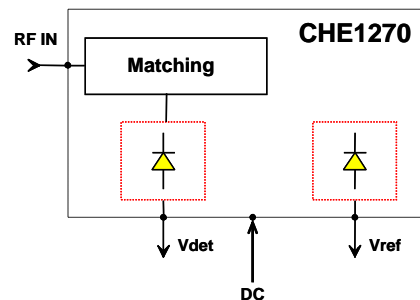 CHE1270
RF IN
Matching
Vdet
Vref
DC